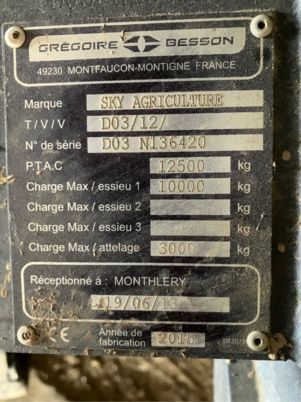 GRÉGOIRE BESSON
49230 MONTFAUCON-MONTIGNE FRANCE
Marque SKY AGRICULTURE
T / V / V D03/12/
N° de série D03 N136420
P.T.A.C 12500 kg
Charge Max / essieu 1 10000 kg
Charge Max / essieu 2 kg
Charge Max / essieu 3 kg
Charge Max / attelage 3000 kg
Réceptionné à : MONTHLERY
19/06/13
CE Année de fabrication 2015